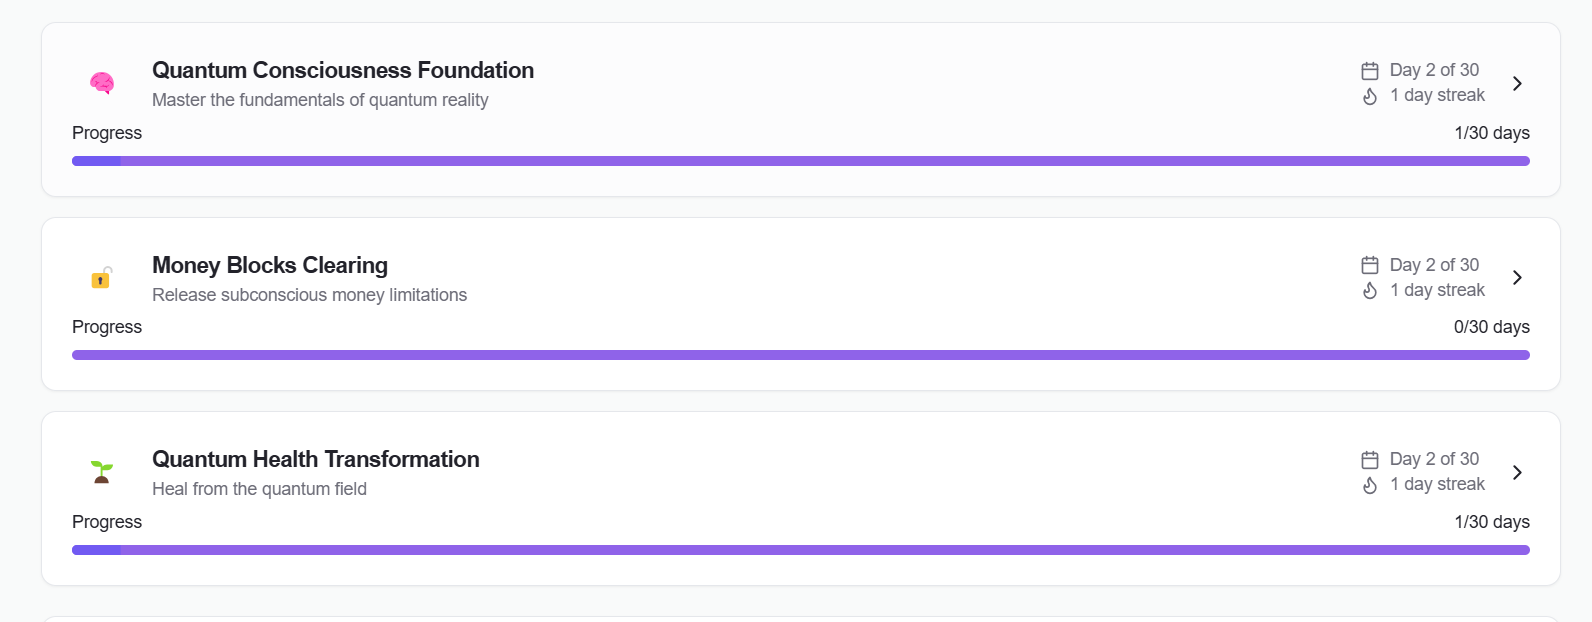 Quantum Consciousness Foundation
Master the fundamentals of quantum reality
Day 2 of 30
1 day streak
Progress
1/30 days
Money Blocks Clearing
Release subconscious money limitations
Day 2 of 30
1 day streak
Progress
0/30 days
Quantum Health Transformation
Heal from the quantum field
Day 2 of 30
1 day streak
Progress
1/30 days